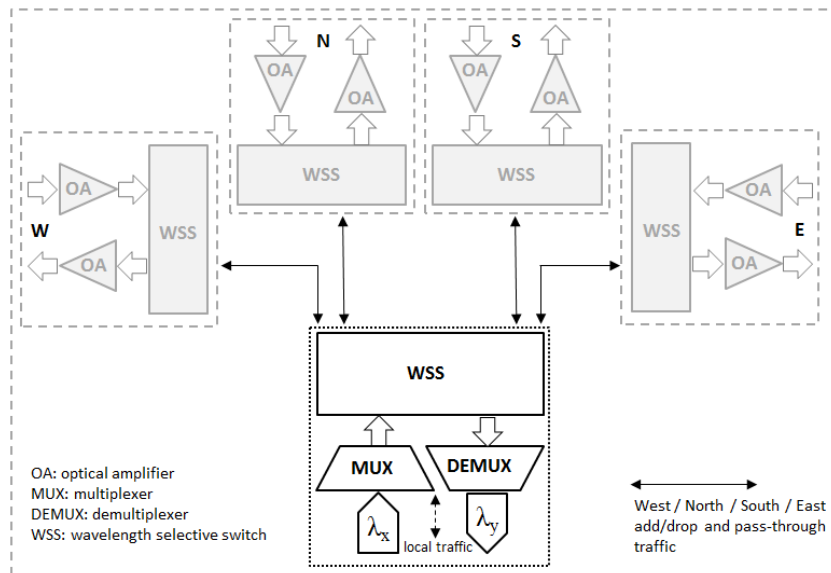 N
S
OA
OA
OA
OA
WSS
WSS
W
OA
OA
WSS
WSS
OA
OA
E
WSS
MUX
DEMUX
λx
λy
local traffic
OA: optical amplifier
MUX: multiplexer
DEMUX: demultiplexer
WSS: wavelength selective switch
West / North / South / East
add/drop and pass-through
traffic